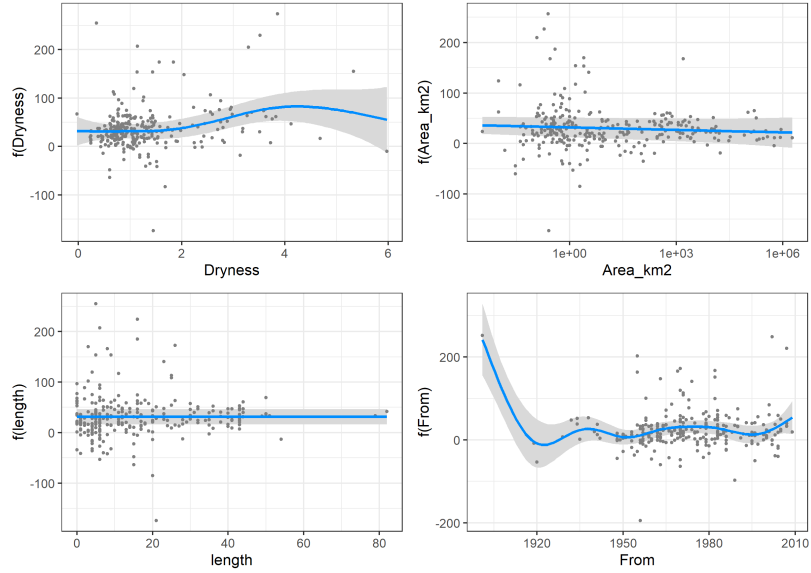 200
100
0
-100
f(Dryness)
0
2
4
6
Dryness
200
100
0
-100
f(Area_km2)
1e+00
1e+03
1e+06
Area_km2
200
100
0
-100
f(length)
0
20
40
60
80
length
200
0
-200
f(From)
1920
1950
1980
2010
From